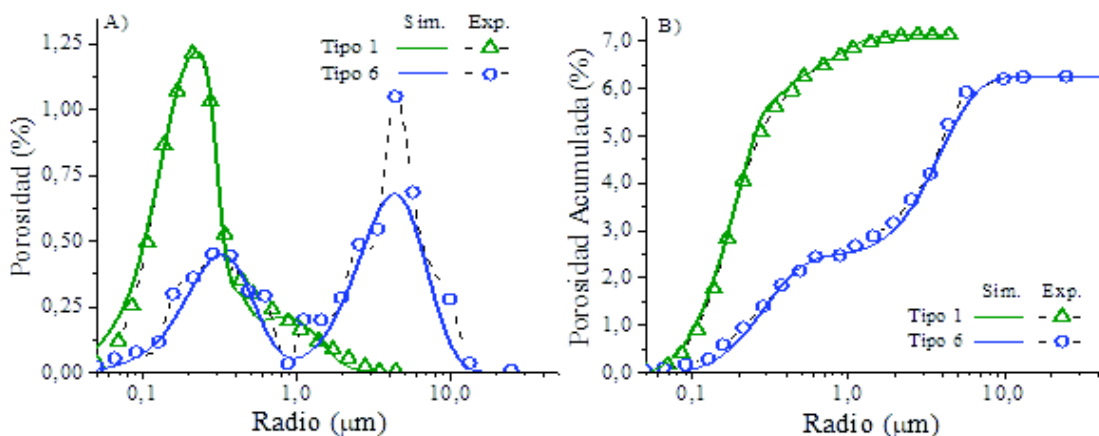 A)
Sim. Exp.
Tipo 1
Tipo 6
1,25
1,00
0,75
0,50
0,25
0,00
Porosidad (%)
0,1 1,0 10,0
Radio (μm)
B)
7,0
6,0
5,0
4,0
3,0
2,0
1,0
0,0
Porosidad Acumulada (%)
Sim. Exp.
Tipo 1
Tipo 6
0,1 1,0 10,0
Radio (μm)